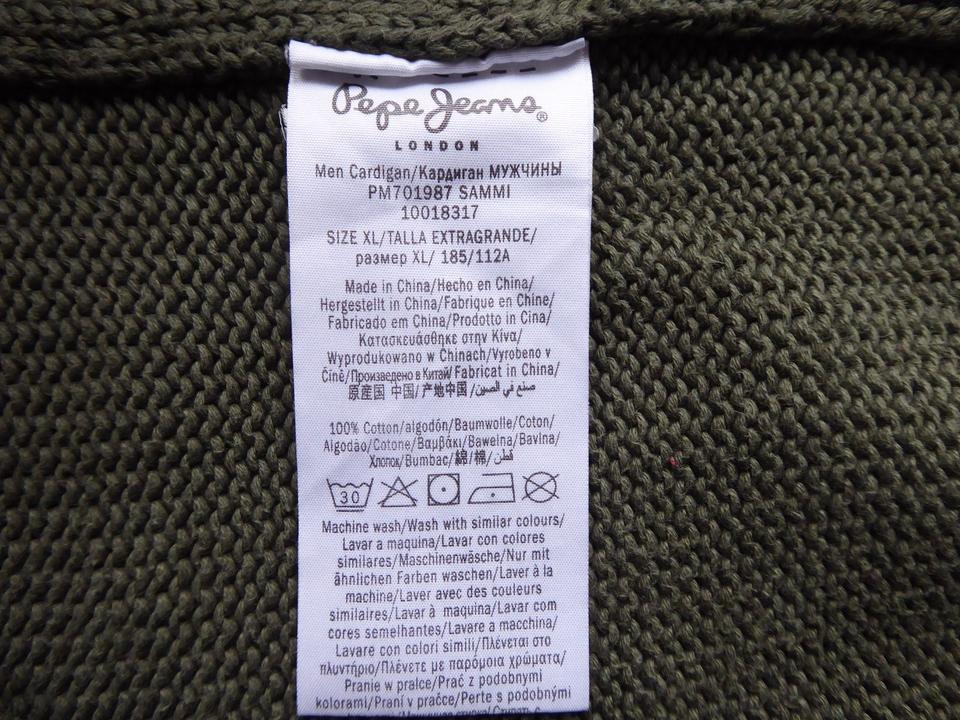 Pepe Jeans®
LONDON
Men Cardigan/Кардиган МУЖЧИНЫ
PM701987 SAMMI
10018317
SIZE XL/TALLA EXTRAGRANDE/
размер XL/ 185/112A
Made in China/Hecho en China/
Hergestellt in China/Fabrique en Chine/
Fabricado em China/Prodotto in Cina/
Κατασκευάσθηκε στην Κίνα/
Wyprodukowano w Chinach/Vyrobeno v
Číně/Произведено в Китай/Fabricat in China/
原産国 中国/产地中国/صنع في الصين/
100% Cotton/algodón/Baumwolle/Coton/
Algodão/Cotone/Βαμβάκι/Bawełna/Bavlna/
Хлопок/Bumbac/綿/棉/قطن
30
Machine wash/Wash with similar colours/
Lavar a maquina/Lavar con colores
similares/Maschinenwäsche/Nur mit
ähnlichen Farben waschen/Laver à la
machine/Laver avec des couleurs
similaires/Lavar à maquina/Lavar com
cores semelhantes/Lavare a macchina/
Lavare con colori simili/Πλένεται στο
πλυντήριο/Πλένετε με παρόμοια χρώματα/
Pranie w pralce/Prać z podobnymi
kolorami/Praní v pračce/Perte s podobnými